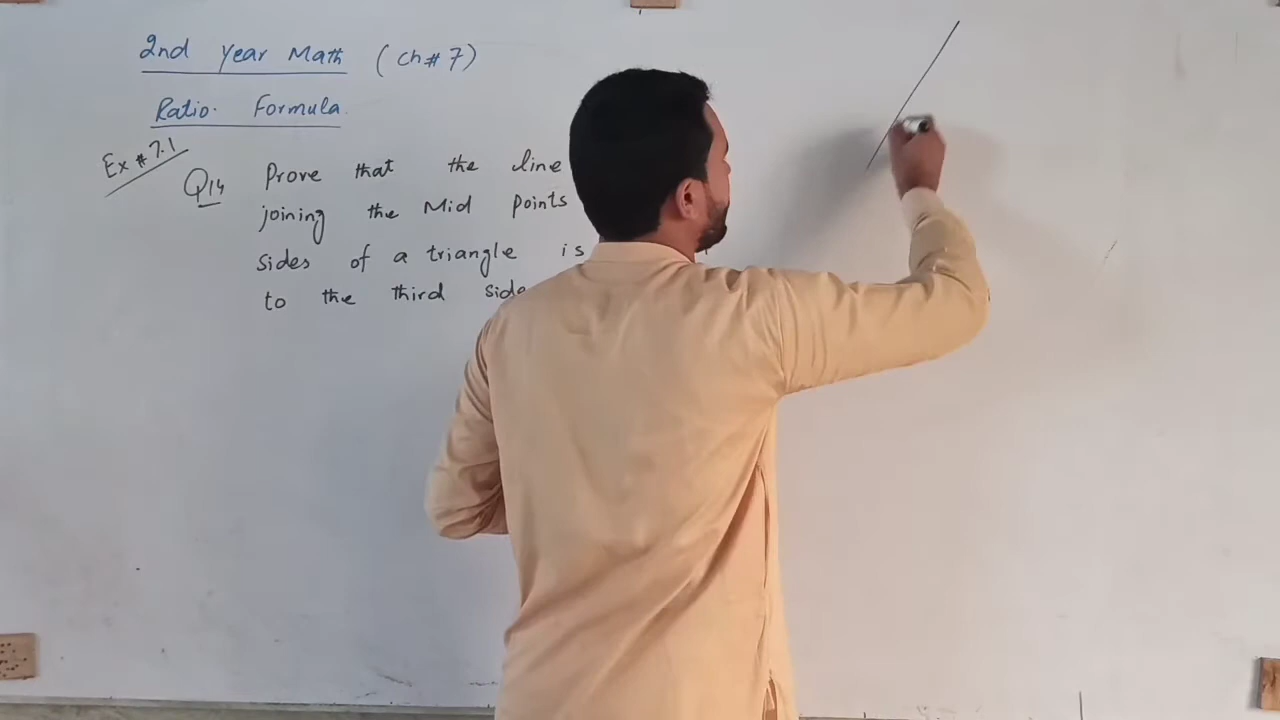 2nd Year Math (Ch# 7)
Ratio Formula.
Ex # 7.1
Q14 Prove that the line
joining the Mid points
sides of a triangle is
to the third side